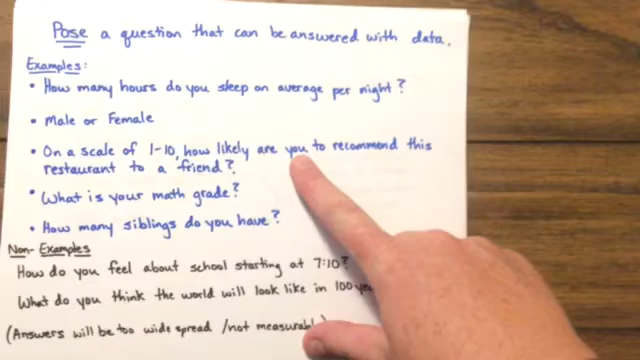 Pose a question that can be answered with data.
Examples:
• How many hours do you sleep on average per night?
• Male or Female
• On a scale of 1-10, how likely are you to recommend this
restaurant to a friend?
• What is your math grade?
• How many siblings do you have?
Non-Examples
How do you feel about school starting at 7:10?
What do you think the world will look like in 100
(Answers will be too wide spread / not measurable)